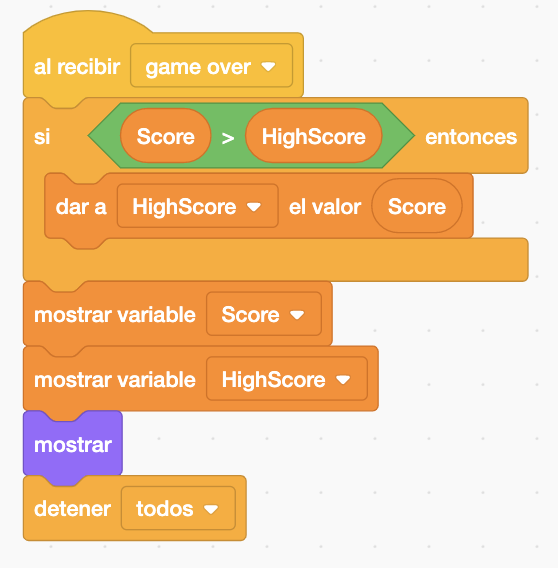 al recibir game over
si Score > HighScore entonces
dar a HighScore el valor Score
mostrar variable Score
mostrar variable HighScore
mostrar
detener todos